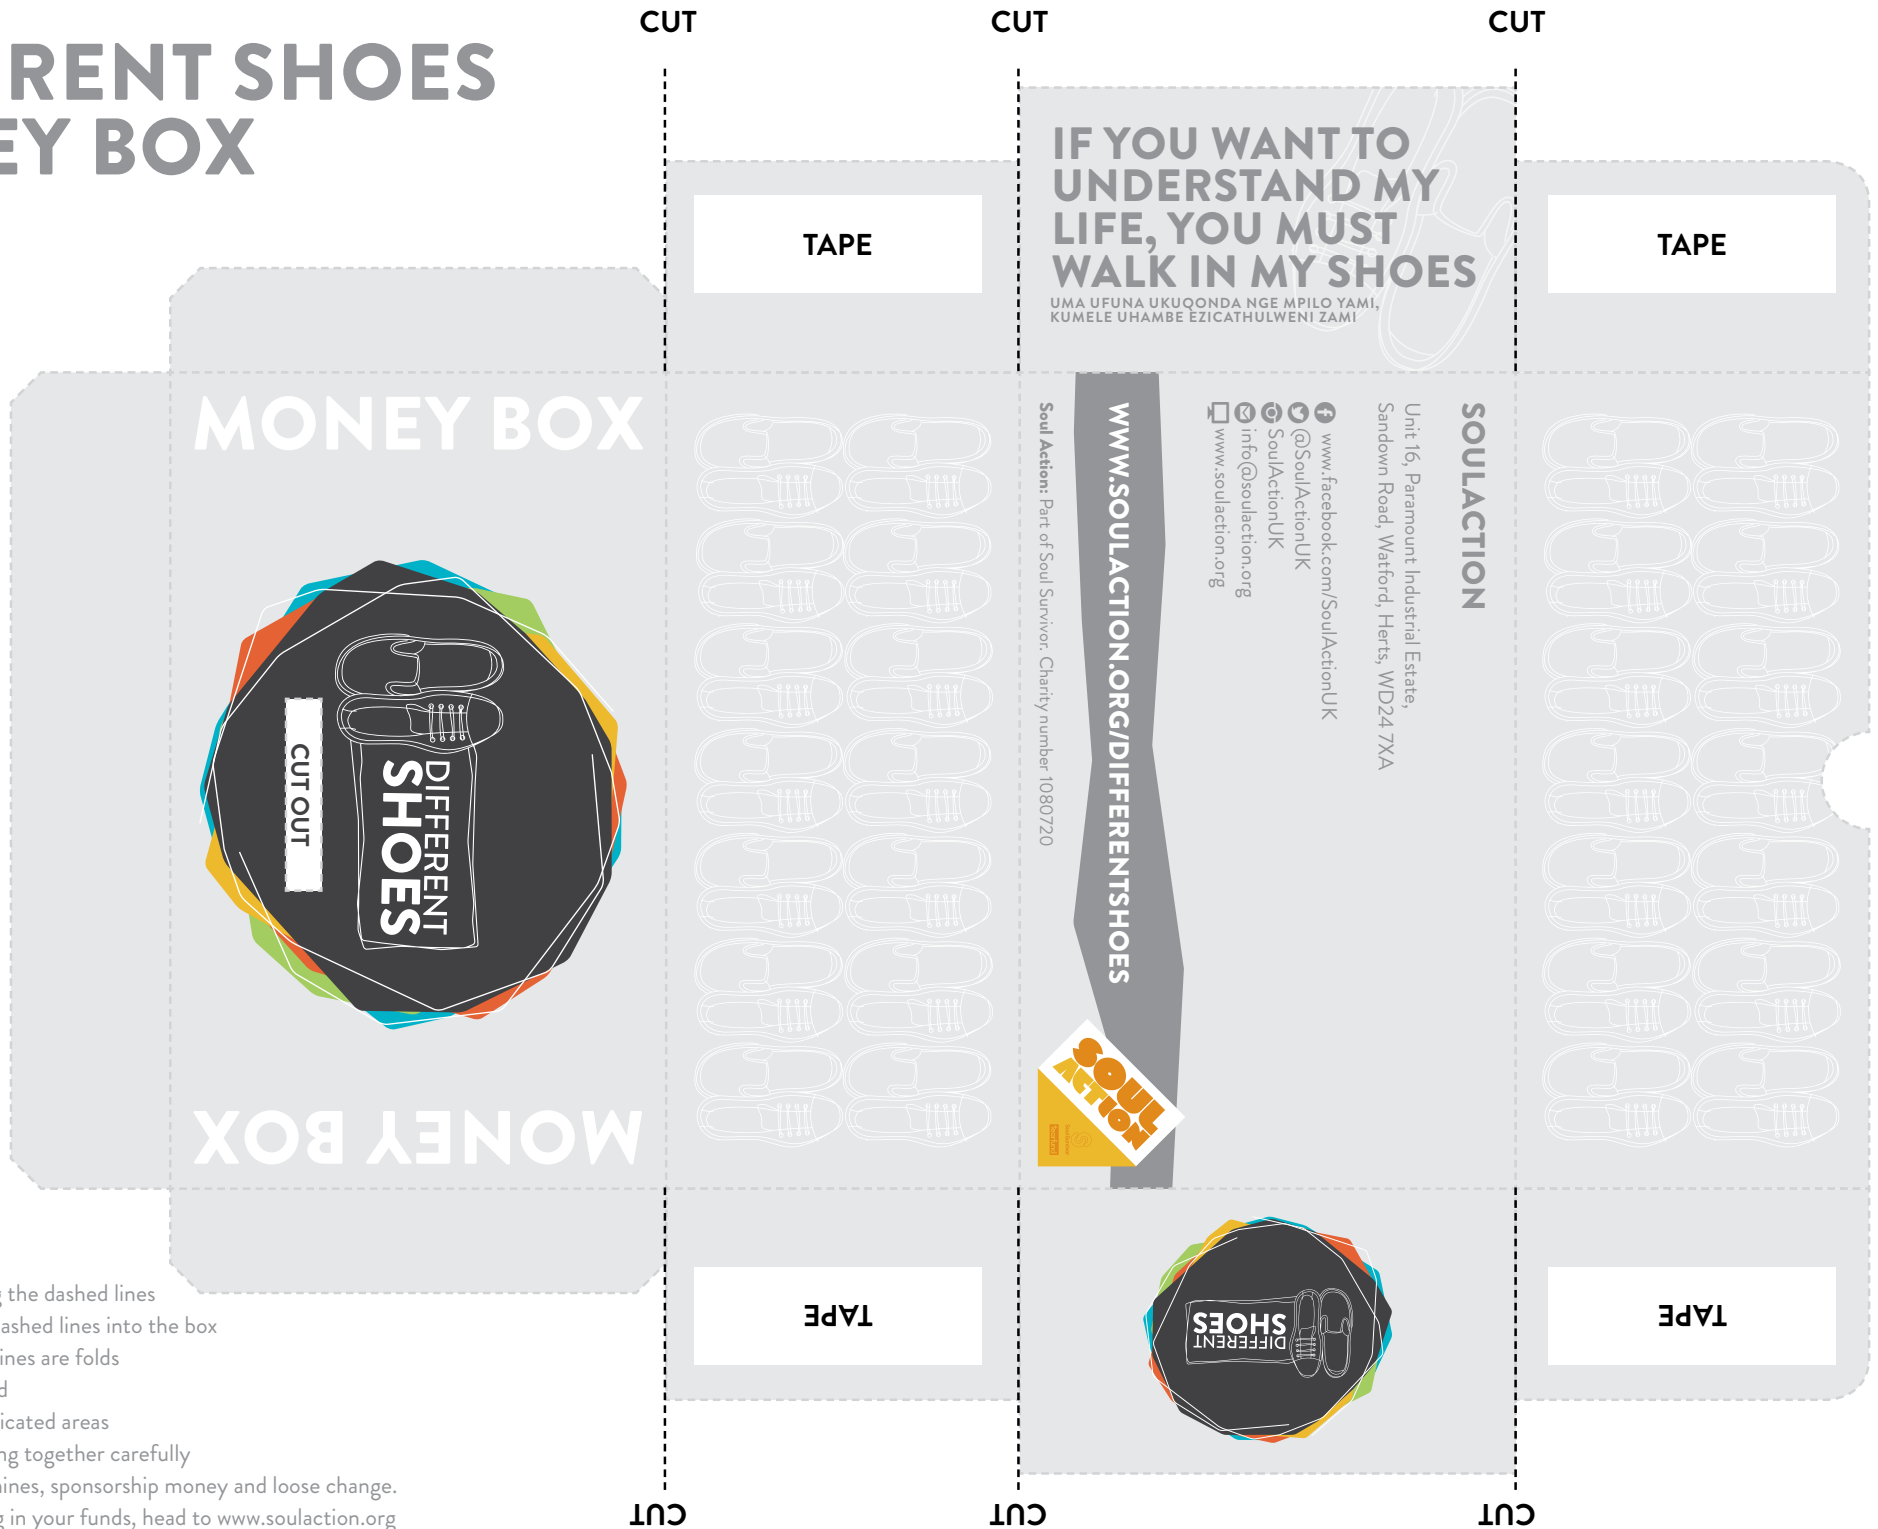 CUT
CUT
CUT
RENT SHOES
EY BOX
IF YOU WANT TO
UNDERSTAND MY
LIFE, YOU MUST
WALK IN MY SHOES
UMA UFUNA UKUQONDA NGE MPILO YAMI,
KUMELE UHAMBE EZICATHULWENI ZAMI
TAPE
TAPE
MONEY BOX
CUT OUT
DIFFERENT
SHOES
MONEY BOX
SOULACTION
Unit 16, Paramount Industrial Estate,
Sandown Road, Watford, Herts, WD24 7XA
www.facebook.com/SoulActionUK
@SoulActionUK
SoulActionUK
info@soulaction.org
www.soulaction.org
WWW.SOULACTION.ORG/DIFFERENTSHOES
Soul Action: Part of Soul Survivor. Charity number 1080720
SOUL
ACTION
DIFFERENT
SHOES
TAPE
TAPE
the dashed lines
lines into the box
are folds
areas
together carefully
sponsorship money and loose change.
in your funds, head to www.soulaction.org
CUT
CUT
CUT